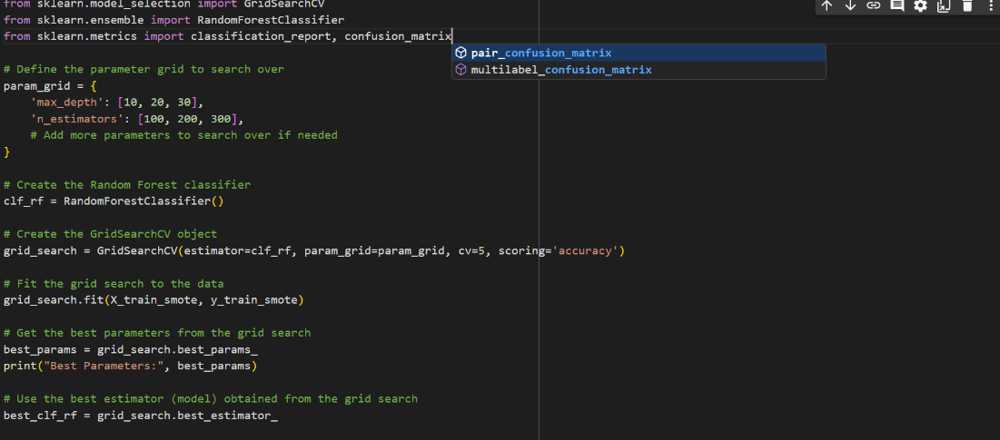 from sklearn.model_selection import GridSearchCV
from sklearn.ensemble import RandomForestClassifier
from sklearn.metrics import classification_report, confusion_matrix
pair_confusion_matrix
multilabel_confusion_matrix
# Define the parameter grid to search over
param_grid = {
    'max_depth': [10, 20, 30],
    'n_estimators': [100, 200, 300],
    # Add more parameters to search over if needed
}
# Create the Random Forest classifier
clf_rf = RandomForestClassifier()
# Create the GridSearchCV object
grid_search = GridSearchCV(estimator=clf_rf, param_grid=param_grid, cv=5, scoring='accuracy')
# Fit the grid search to the data
grid_search.fit(X_train_smote, y_train_smote)
# Get the best parameters from the grid search
best_params = grid_search.best_params_
print("Best Parameters:", best_params)
# Use the best estimator (model) obtained from the grid search
best_clf_rf = grid_search.best_estimator_